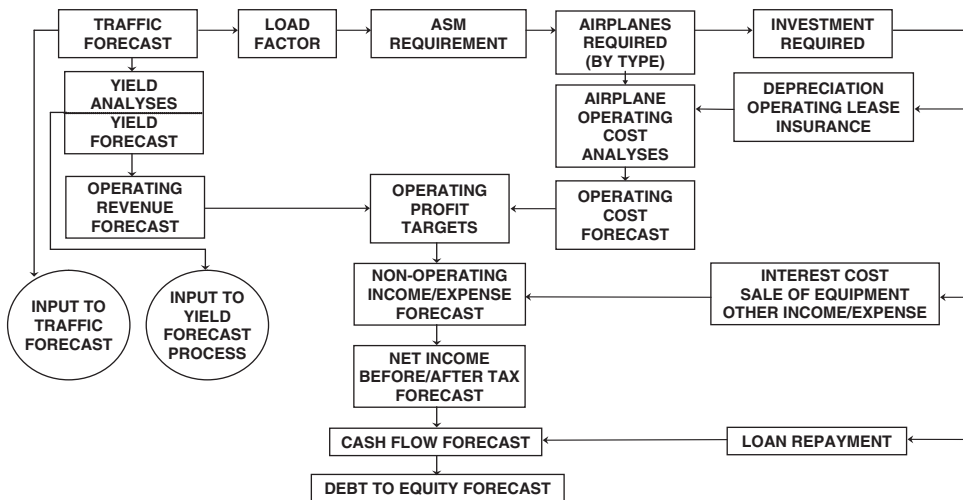 TRAFFIC
FORECAST
LOAD
FACTOR
ASM
REQUIREMENT
AIRPLANES
REQUIRED
(BY TYPE)
INVESTMENT
REQUIRED
YIELD
ANALYSES
YIELD
FORECAST
AIRPLANE
OPERATING
COST
ANALYSES
DEPRECIATION
OPERATING LEASE
INSURANCE
OPERATING
REVENUE
FORECAST
OPERATING
PROFIT
TARGETS
OPERATING
COST
FORECAST
INPUT TO
TRAFFIC
FORECAST
INPUT TO
YIELD
FORECAST
PROCESS
NON-OPERATING
INCOME/EXPENSE
FORECAST
INTEREST COST
SALE OF EQUIPMENT
OTHER INCOME/EXPENSE
NET INCOME
BEFORE/AFTER TAX
FORECAST
CASH FLOW FORECAST
LOAN REPAYMENT
DEBT TO EQUITY FORECAST